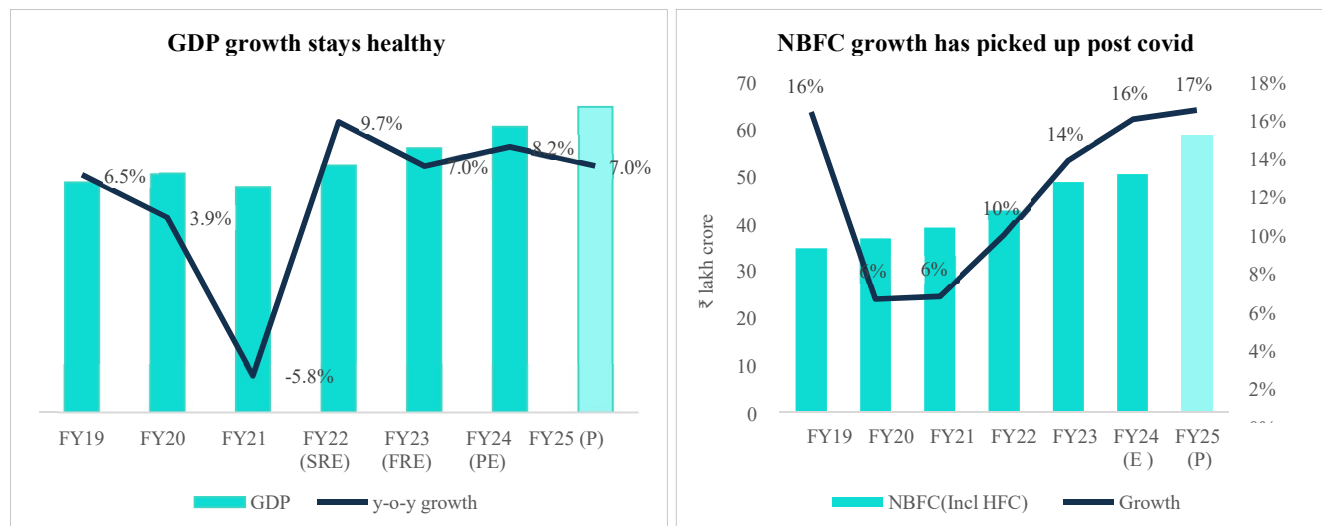 GDP growth stays healthy
9.7%
8.2%
7.0%
7.0%
6.5%
3.9%
-5.8%
FY19 FY20 FY21 FY22 FY23 FY24 FY25 (P)
(SRE) (FRE) (PE)
GDP y-o-y growth
NBFC growth has picked up post covid
70 18%
60 16%
50 14%
40 12%
30 10%
20 8%
10 6%
0 4%
2%
₹ lakh crore
16% 6% 6% 10% 14% 16% 17%
FY19 FY20 FY21 FY22 FY23 FY24 FY25
(E ) (P)
NBFC(Incl HFC) Growth